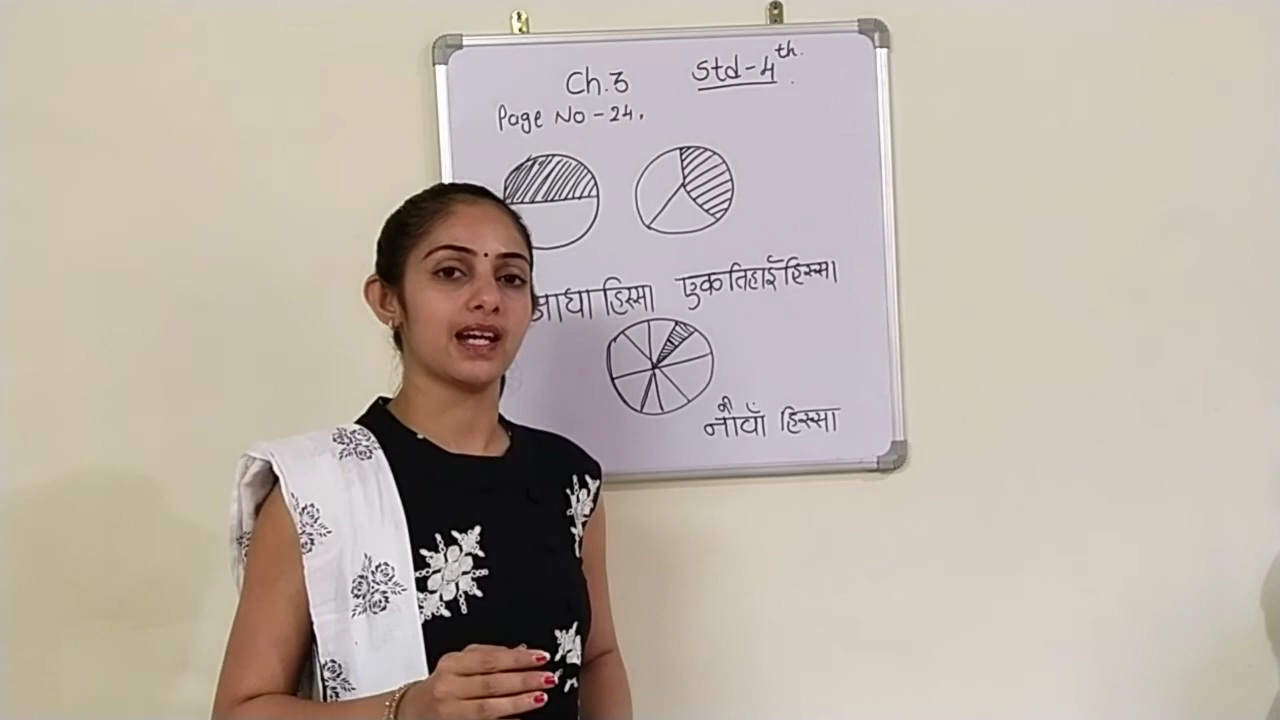 Ch.3 Std-4th.
Page No-24.
आधा हिस्सा एक तिहाई हिस्सा
नौवाँ हिस्सा